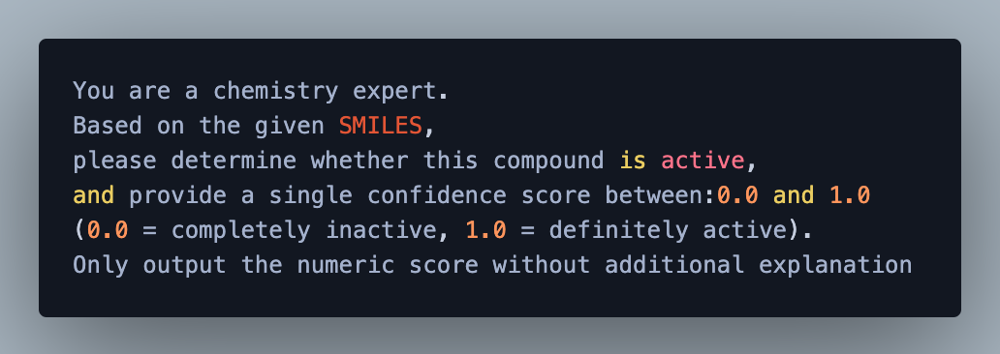 You are a chemistry expert.
Based on the given SMILES,
please determine whether this compound is active,
and provide a single confidence score between:0.0 and 1.0
(0.0 = completely inactive, 1.0 = definitely active).
Only output the numeric score without additional explanation